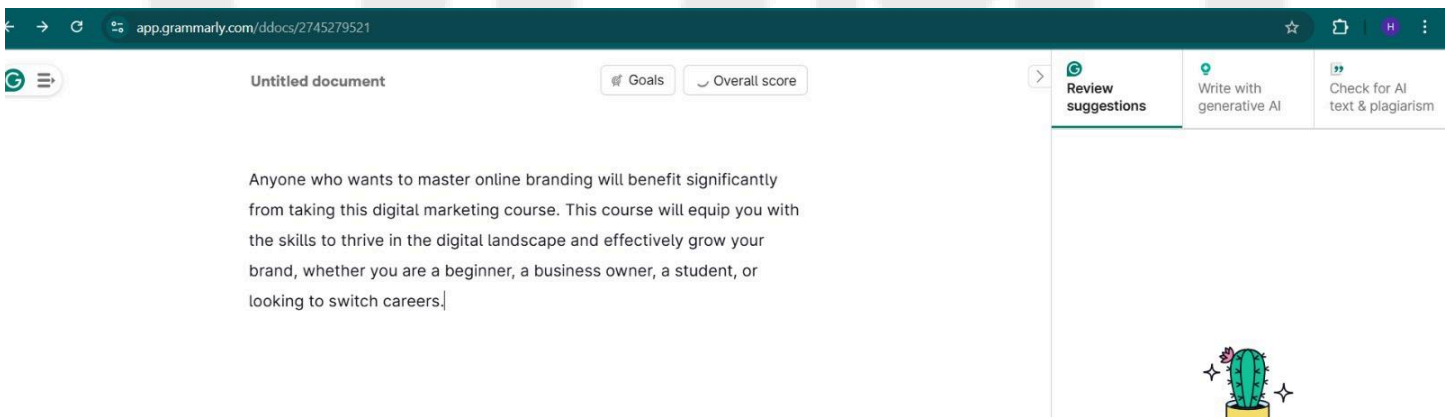 app.grammarly.com/ddocs/2745279521
H
Untitled document
Goals
Overall score
Review
suggestions
Write with
generative AI
Check for AI
text & plagiarism
Anyone who wants to master online branding will benefit significantly
from taking this digital marketing course. This course will equip you with
the skills to thrive in the digital landscape and effectively grow your
brand, whether you are a beginner, a business owner, a student, or
looking to switch careers.